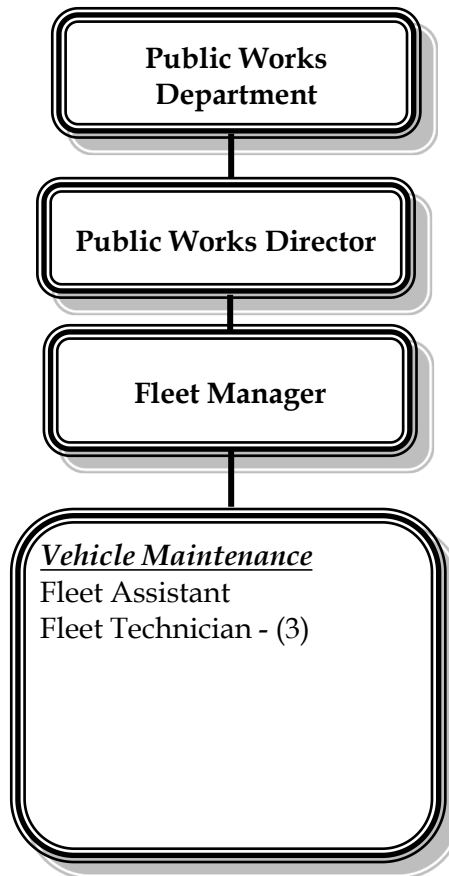 Public Works
Department
Public Works Director
Fleet Manager
Vehicle Maintenance
Fleet Assistant
Fleet Technician - (3)